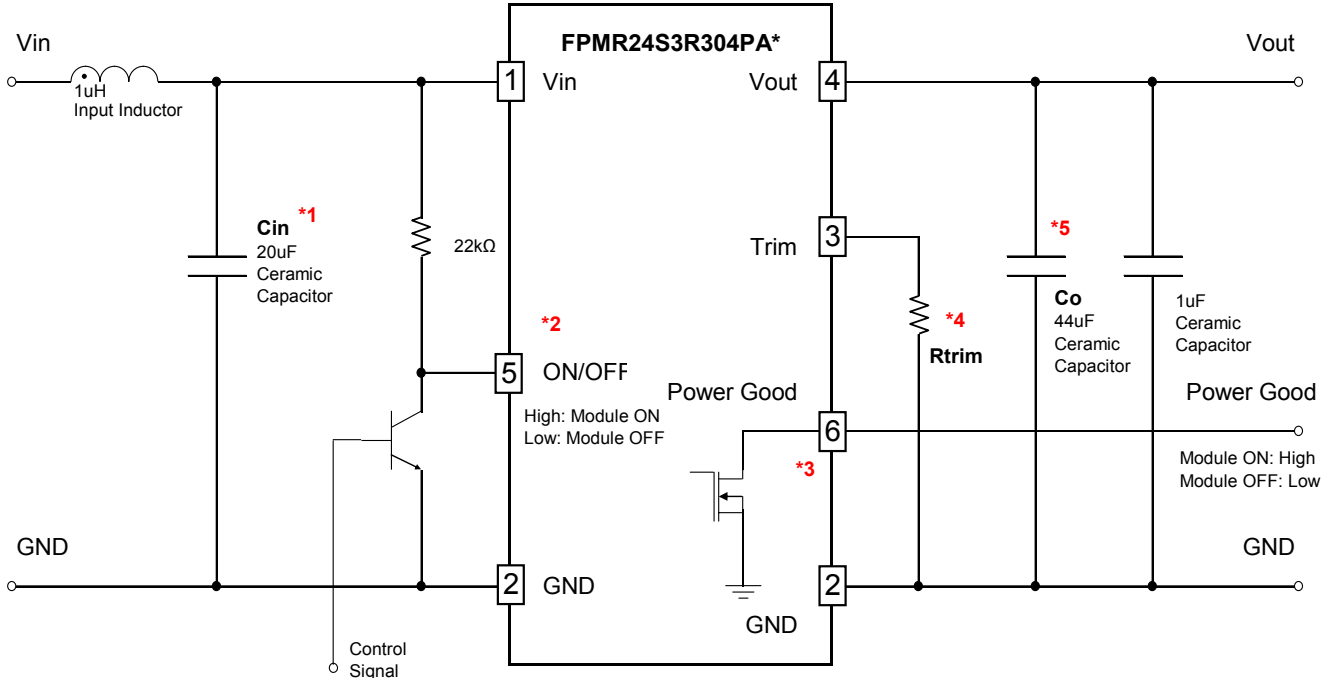 FPMR24S3R304PA*
Vin
Vout
1uH
Input Inductor
1
Vin
Vout
4
Cin
*1
20uF
Ceramic
Capacitor
22kΩ
Trim
3
*5
*4
Rtrim
Co
44uF
Ceramic
Capacitor
1uF
Ceramic
Capacitor
*2
5
ON/OFF
High: Module ON
Low: Module OFF
Power Good
6
*3
Power Good
Module ON: High
Module OFF: Low
GND
2
GND
GND
2
GND
Control
Signal